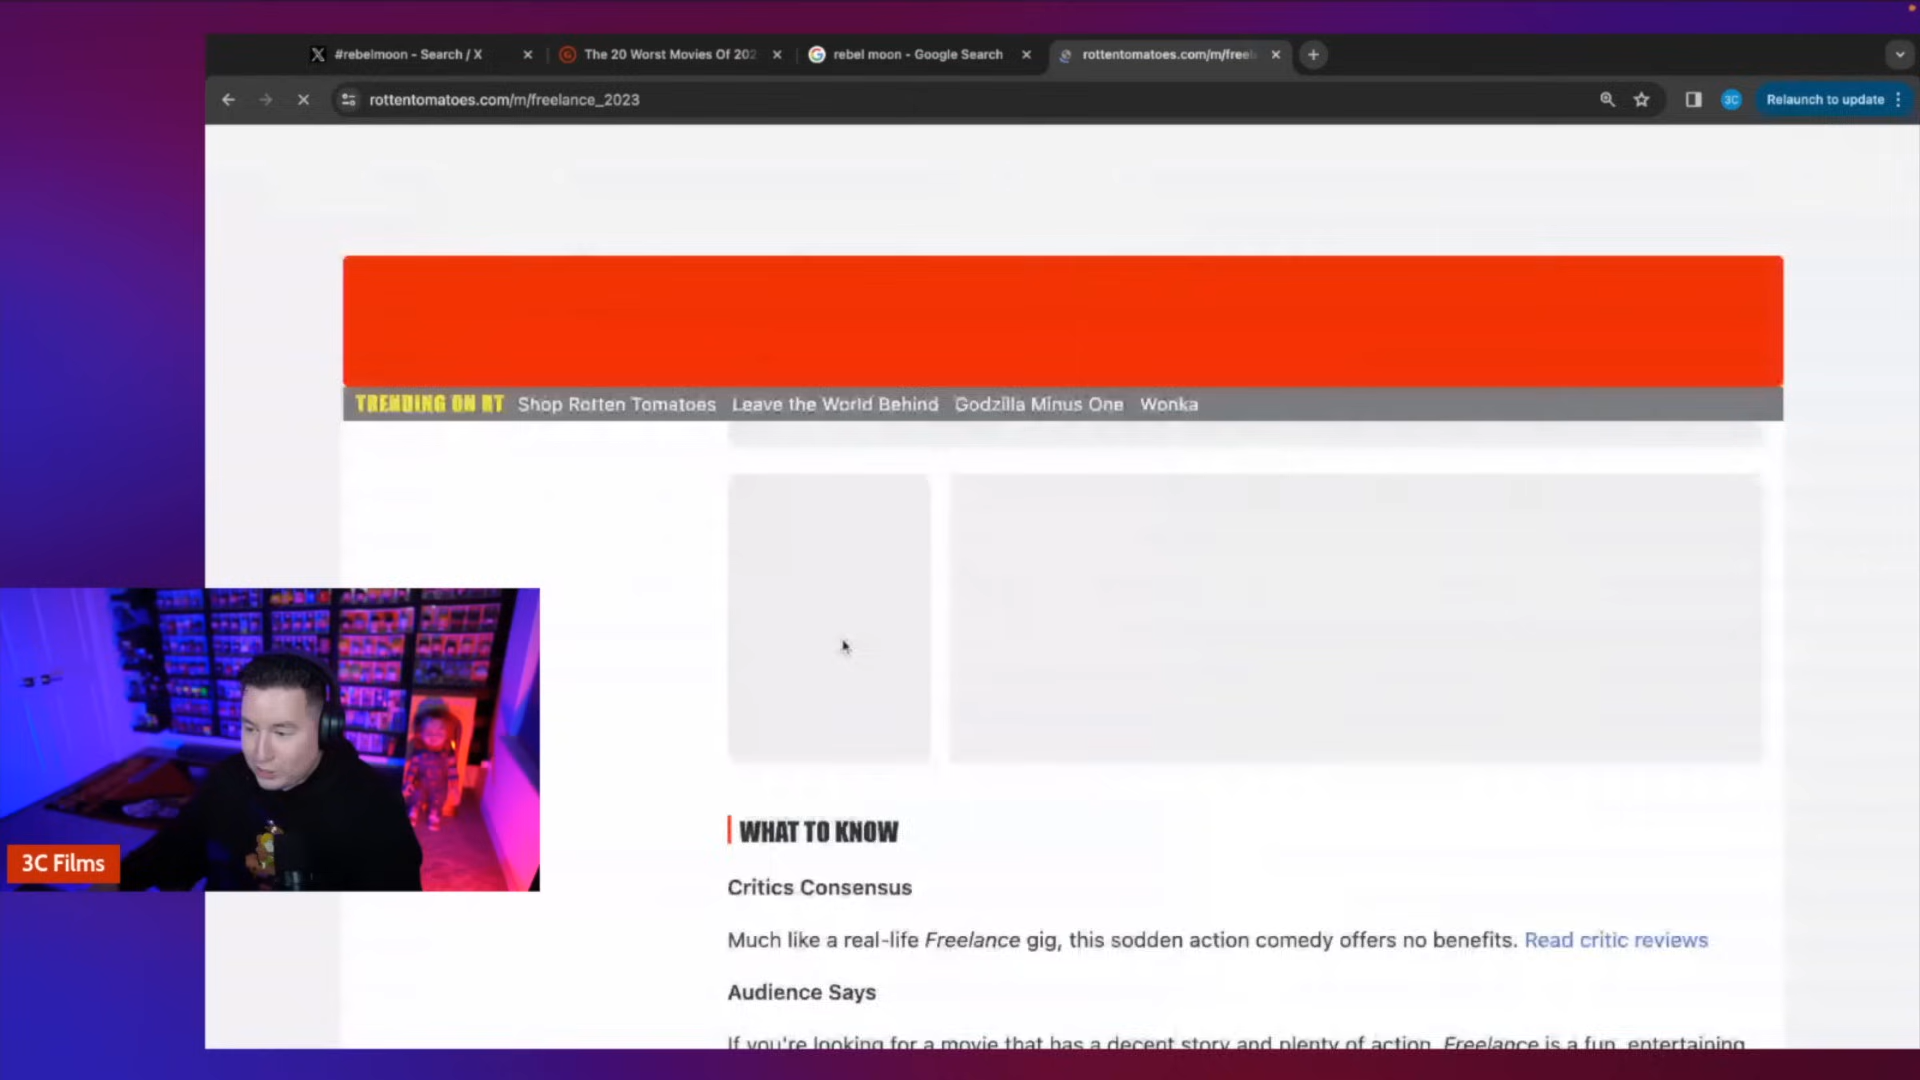 #rebelmoon - Search / X
The 20 Worst Movies Of 202
rebel moon - Google Search
rottentomatoes.com/m/freel
rottentomatoes.com/m/freelance_2023
3C
Relaunch to update
TRENDING ON RT Shop Rotten Tomatoes Leave the World Behind Godzilla Minus One Wonka
WHAT TO KNOW
Critics Consensus
Much like a real-life Freelance gig, this sodden action comedy offers no benefits. Read critic reviews
Audience Says
If you're looking for a movie that has a decent story and plenty of action, Freelance is a fun, entertaining
3C Films